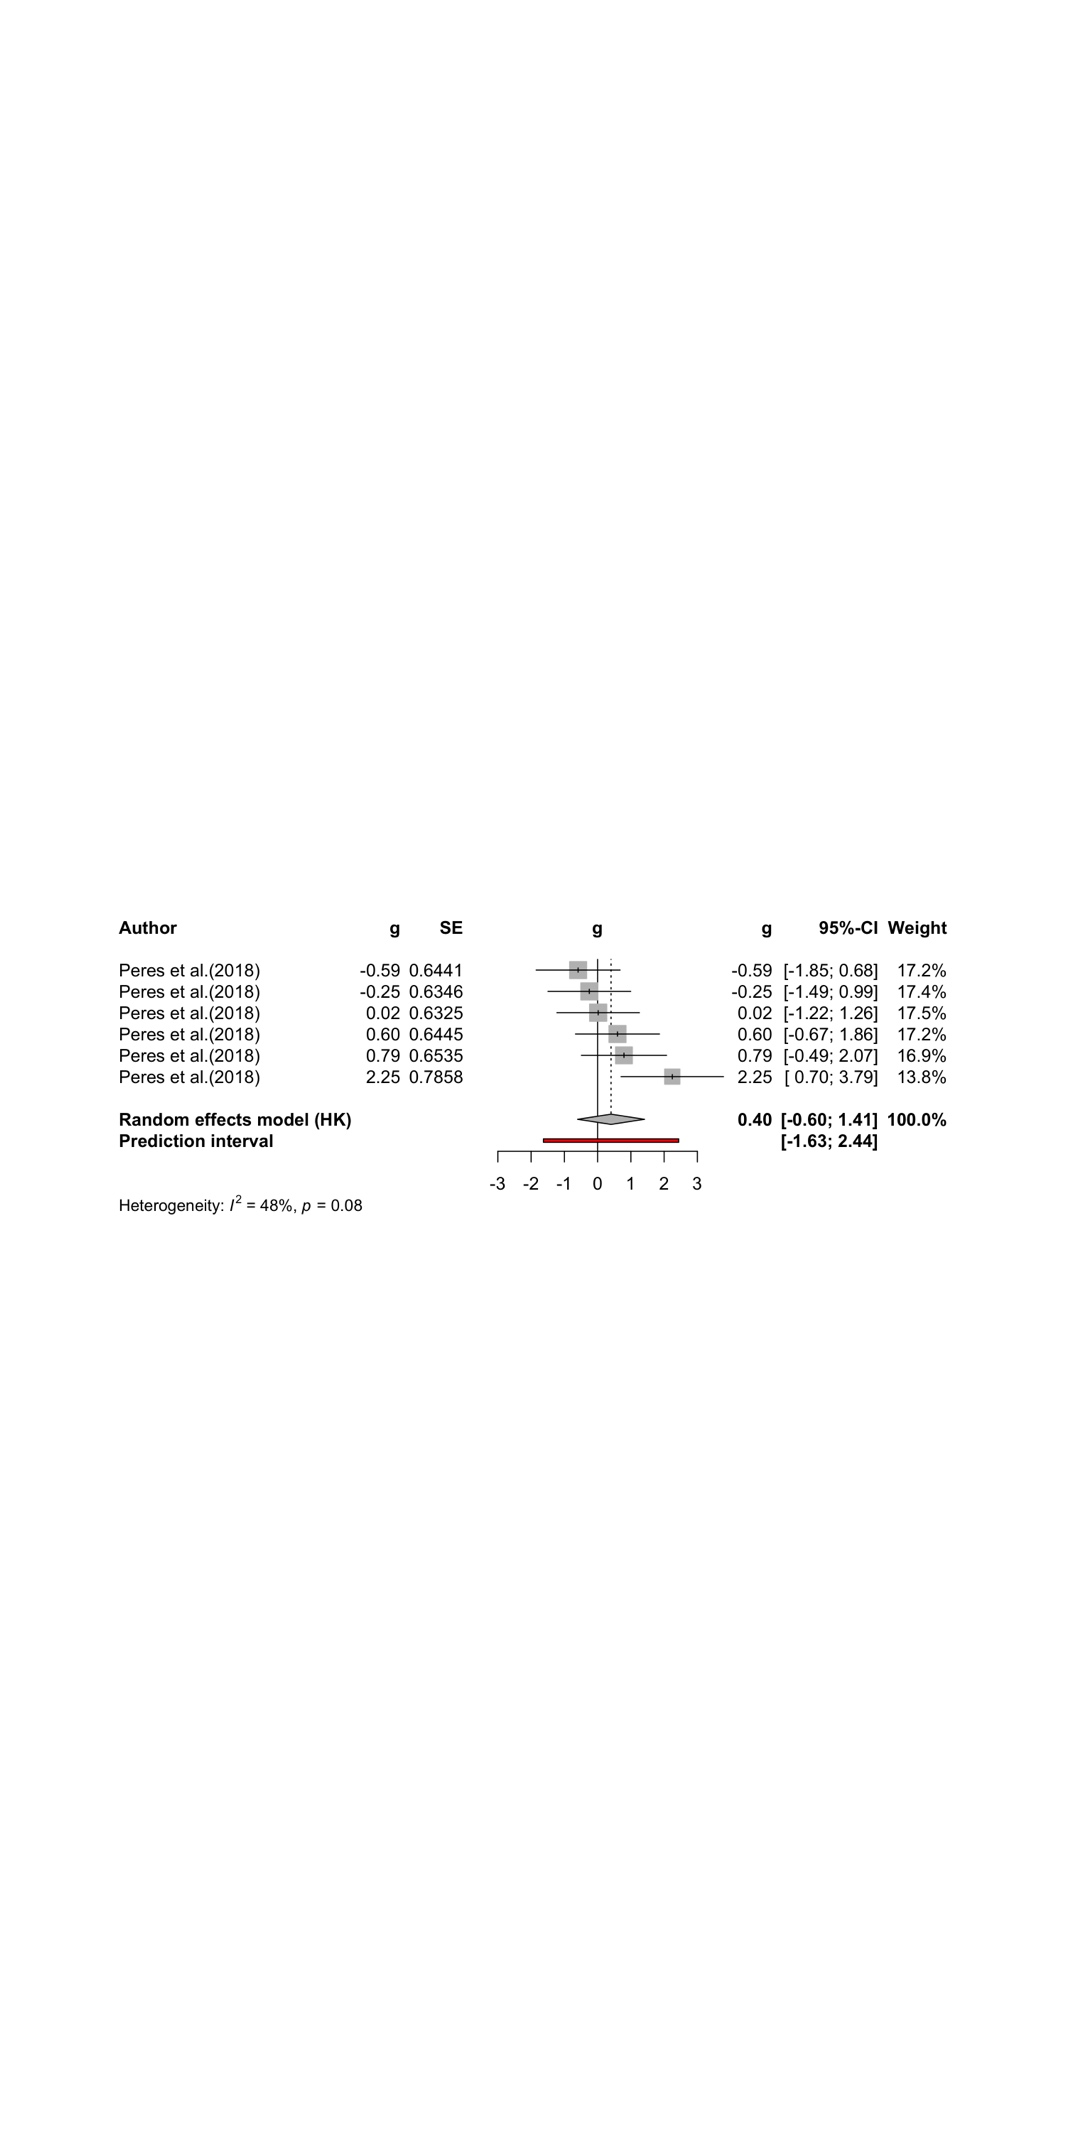 Author g SE g g 95%-CI Weight
Peres et al.(2018) -0.59 0.6441 -0.59 [-1.85; 0.68] 17.2%
Peres et al.(2018) -0.25 0.6346 -0.25 [-1.49; 0.99] 17.4%
Peres et al.(2018) 0.02 0.6325 0.02 [-1.22; 1.26] 17.5%
Peres et al.(2018) 0.60 0.6445 0.60 [-0.67; 1.86] 17.2%
Peres et al.(2018) 0.79 0.6535 0.79 [-0.49; 2.07] 16.9%
Peres et al.(2018) 2.25 0.7858 2.25 [ 0.70; 3.79] 13.8%
Random effects model (HK) 0.40 [-0.60; 1.41] 100.0%
Prediction interval [-1.63; 2.44]
-3 -2 -1 0 1 2 3
Heterogeneity: I² = 48%, p = 0.08